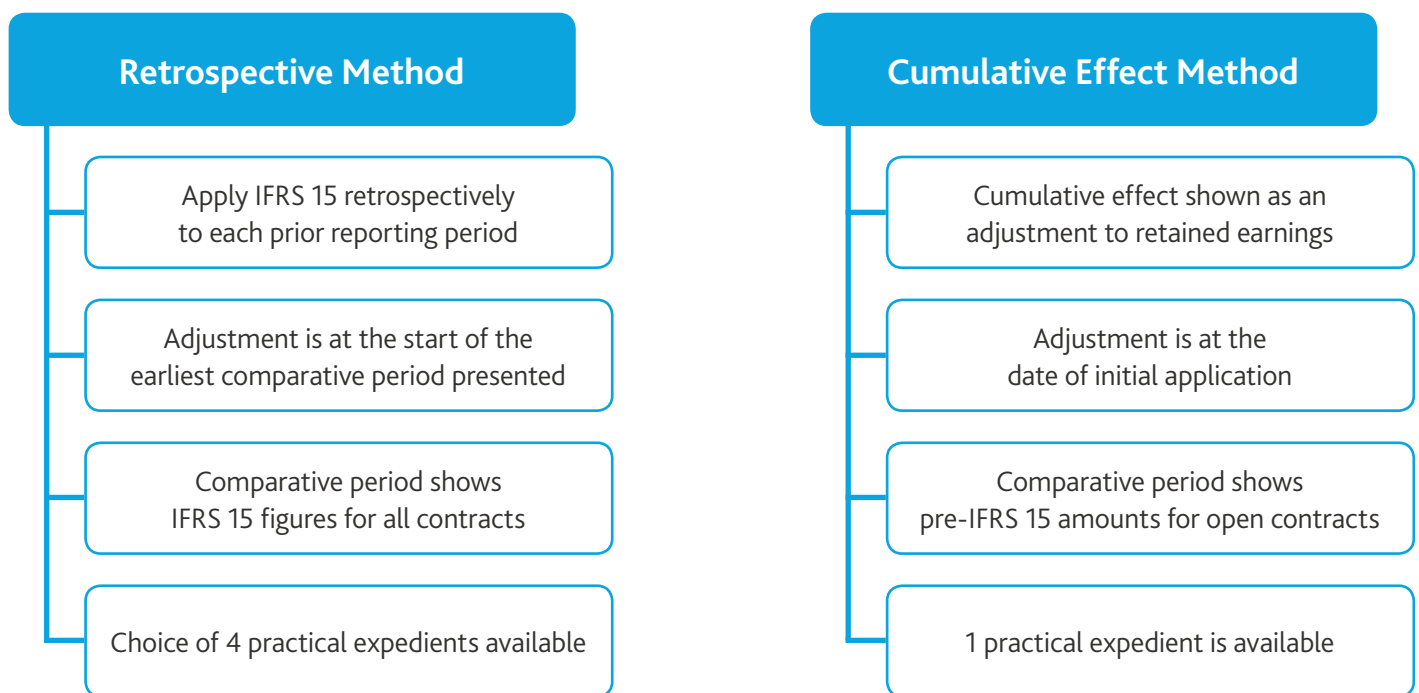 Retrospective Method
Apply IFRS 15 retrospectively
to each prior reporting period
Adjustment is at the start of the
earliest comparative period presented
Comparative period shows
IFRS 15 figures for all contracts
Choice of 4 practical expedients available
Cumulative Effect Method
Cumulative effect shown as an
adjustment to retained earnings
Adjustment is at the
date of initial application
Comparative period shows
pre-IFRS 15 amounts for open contracts
1 practical expedient is available